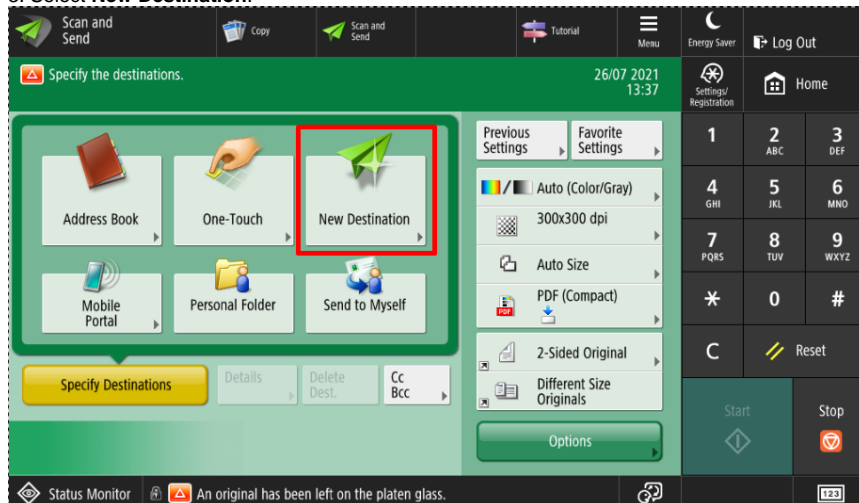 Select New Destination.
Scan and
Send
Copy
Scan and
Send
Tutorial
Menu
Energy Saver
Log Out
Specify the destinations.
26/07 2021
13:37
Settings/
Registration
Home
Address Book
One-Touch
New Destination
Mobile
Portal
Personal Folder
Send to Myself
Specify Destinations
Details
Delete
Dest.
Cc
Bcc
Previous
Settings
Favorite
Settings
Auto (Color/Gray)
300x300 dpi
Auto Size
PDF
PDF (Compact)
2-Sided Original
Different Size
Originals
Options
1
2
ABC
3
DEF
4
GHI
5
JKL
6
MNO
7
PQRS
8
TUV
9
WXYZ
*
0
#
C
Reset
Start
Stop
Status Monitor
An original has been left on the platen glass.
123